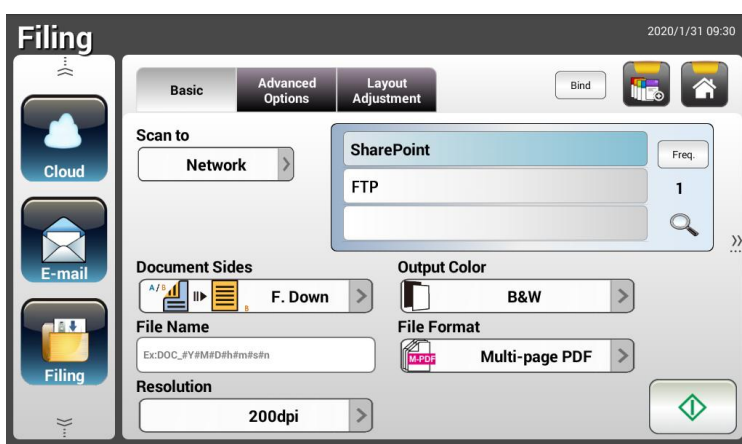 Filing
2020/1/31 09:30
Basic
Advanced
Options
Layout
Adjustment
Bind
Cloud
E-mail
Filing
Scan to
Network
SharePoint
FTP
Freq.
1
Document Sides
A/B
B
F. Down
Output Color
B&W
File Name
Ex:DOC_#Y#M#D#h#m#s#n
File Format
M-PDF
Multi-page PDF
Resolution
200dpi